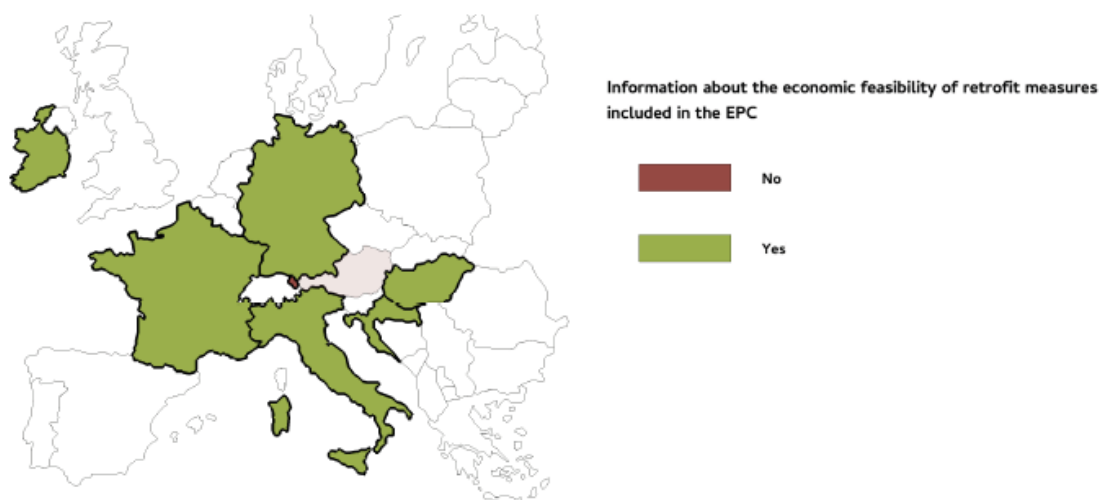 Information about the economic feasibility of retrofit measures
included in the EPC
No
Yes